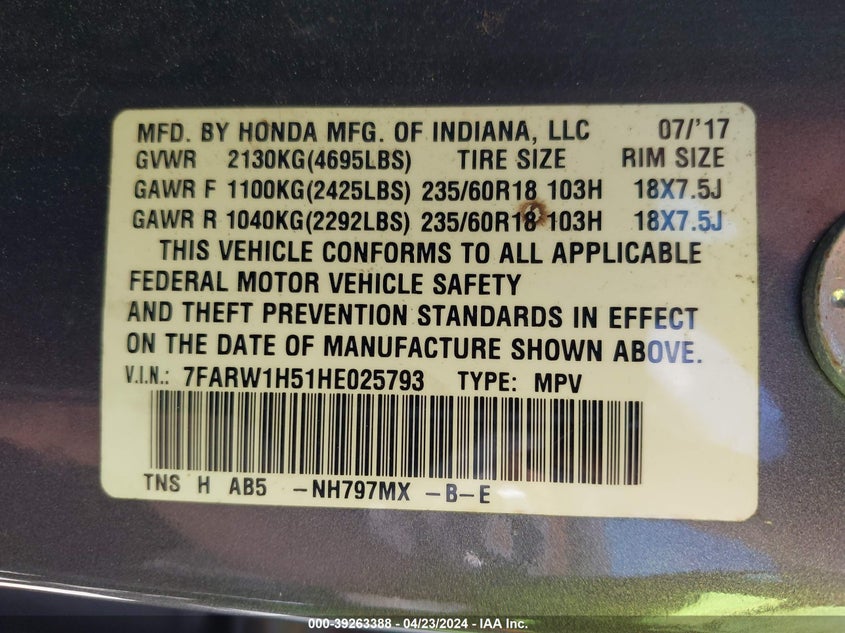 MFD. BY HONDA MFG. OF INDIANA, LLC 07/'17
GVWR 2130KG(4695LBS) TIRE SIZE RIM SIZE
GAWR F 1100KG(2425LBS) 235/60R18 103H 18X7.5J
GAWR R 1040KG(2292LBS) 235/60R18 103H 18X7.5J
THIS VEHICLE CONFORMS TO ALL APPLICABLE
FEDERAL MOTOR VEHICLE SAFETY
AND THEFT PREVENTION STANDARDS IN EFFECT
ON THE DATE OF MANUFACTURE SHOWN ABOVE.
V.I.N.: 7FARW1H51HE025793 TYPE: MPV
TNS H AB5 -NH797MX -B-E
000-39263388 - 04/23/2024 - IAA Inc.